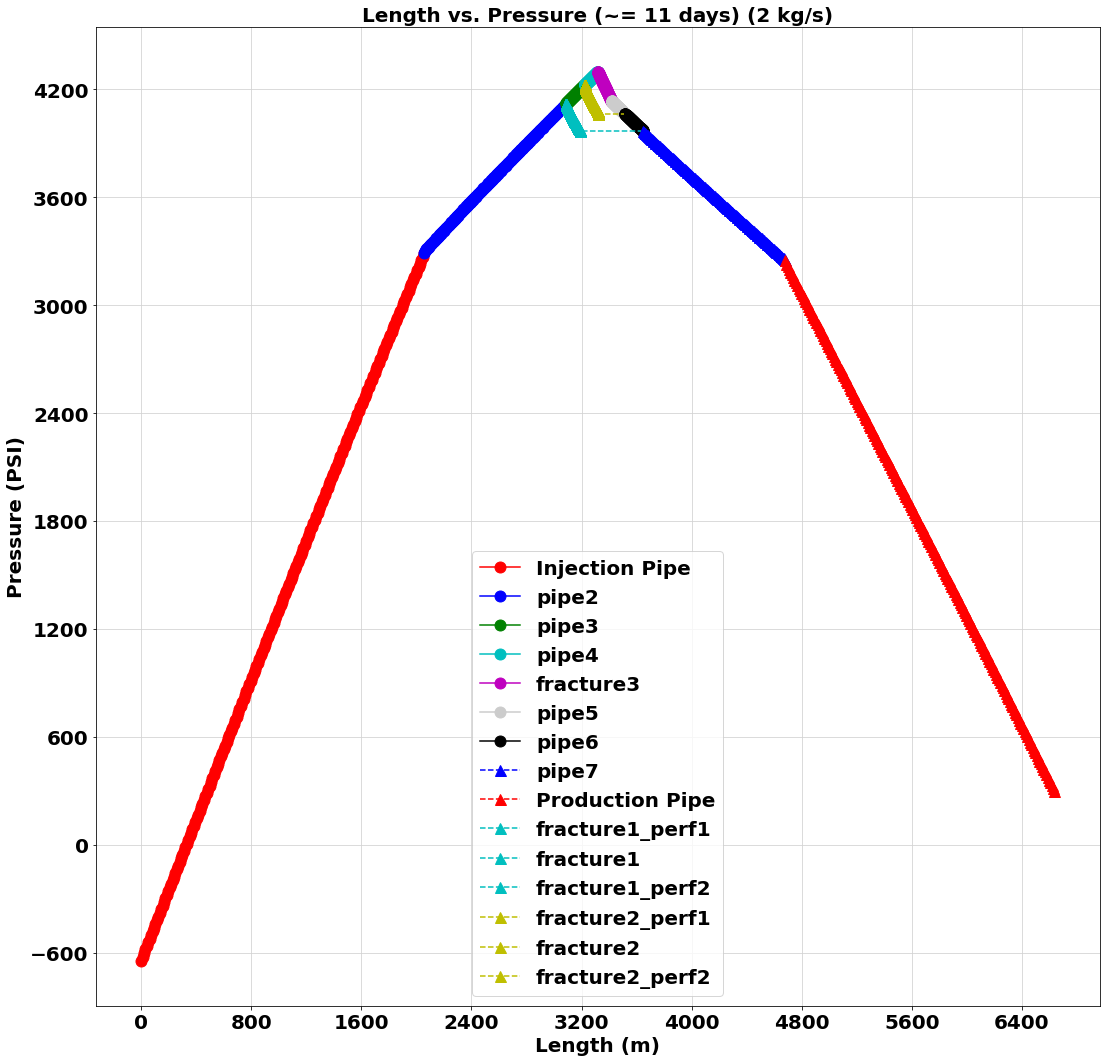 Length vs. Pressure (~= 11 days) (2 kg/s)
Pressure (PSI)
4200
3600
3000
2400
1800
1200
600
0
−600
Injection Pipe
pipe2
pipe3
pipe4
fracture3
pipe5
pipe6
pipe7
Production Pipe
fracture1_perf1
fracture1
fracture1_perf2
fracture2_perf1
fracture2
fracture2_perf2
0 800 1600 2400 3200 4000 4800 5600 6400
Length (m)